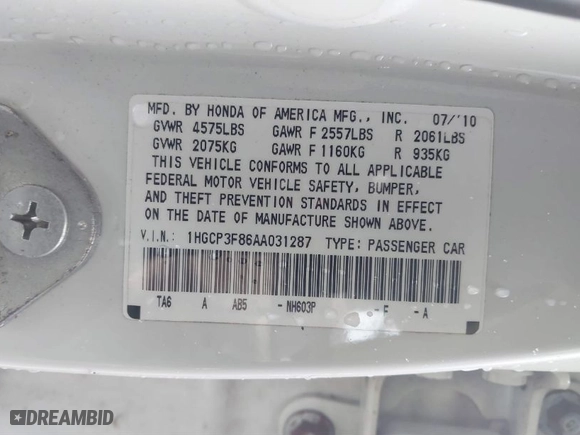 MFD. BY HONDA OF AMERICA MFG., INC. 07/'10
GVWR 4575LBS GAWR F 2557LBS R 2061LBS
GVWR 2075KG GAWR F 1160KG R 935KG
THIS VEHICLE CONFORMS TO ALL APPLICABLE
FEDERAL MOTOR VEHICLE SAFETY, BUMPER,
AND THEFT PREVENTION STANDARDS IN EFFECT
ON THE DATE OF MANUFACTURE SHOWN ABOVE.
V.I.N.: 1HGCP3F86AA031287 TYPE: PASSENGER CAR
TA6 A AB5 - NH603P - F - A
DREAMBID